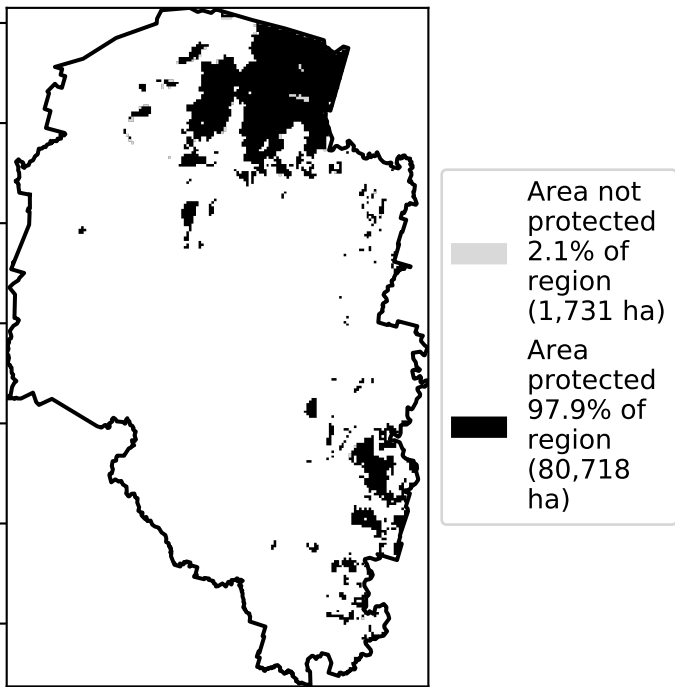 Area not
protected
2.1% of
region
(1,731 ha)
Area
protected
97.9% of
region
(80,718
ha)